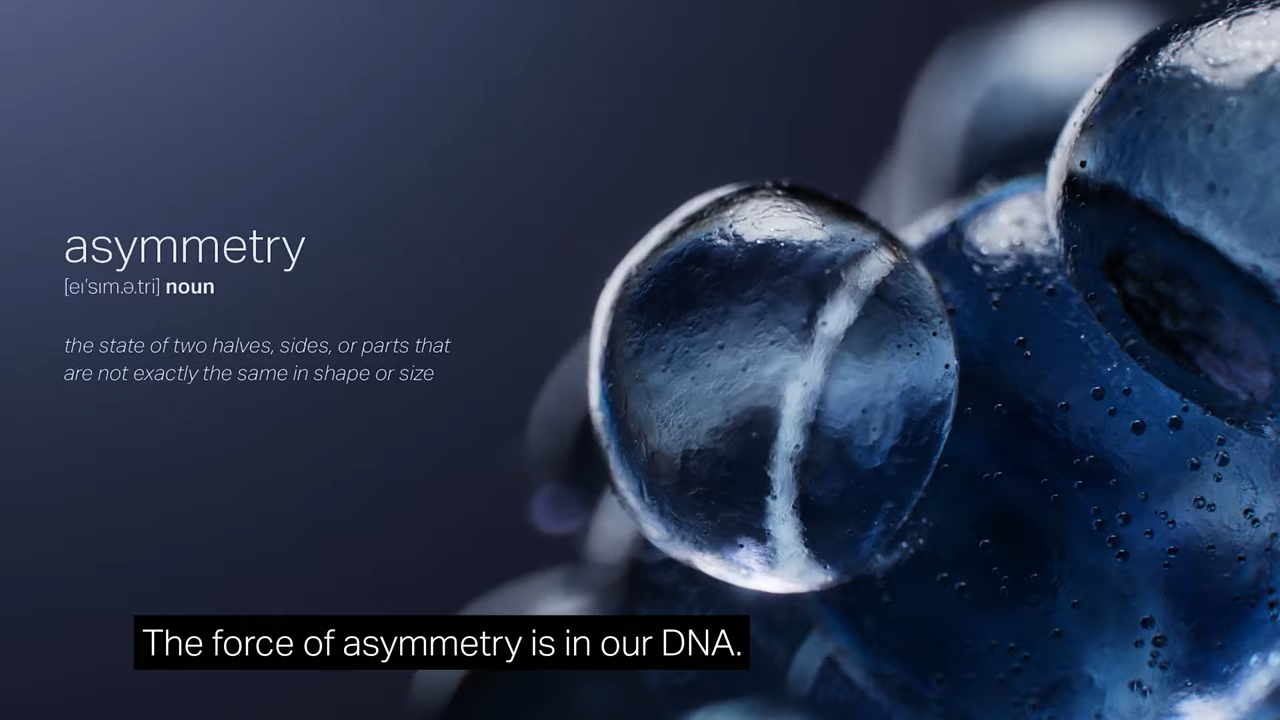 asymmetry
[eɪˈsɪm.ə.tri] noun
the state of two halves, sides, or parts that
are not exactly the same in shape or size
The force of asymmetry is in our DNA.